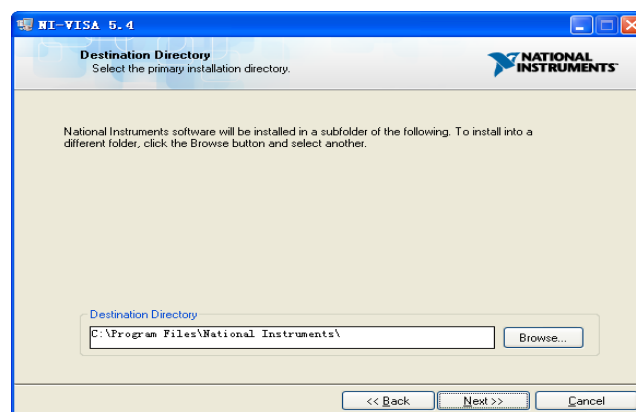 NI-VISA 5.4
Destination Directory
Select the primary installation directory.
NATIONAL
INSTRUMENTS
National Instruments software will be installed in a subfolder of the following. To install into a
different folder, click the Browse button and select another.
Destination Directory
C:\Program Files\National Instruments\
Browse...
<< Back
Next >>
Cancel